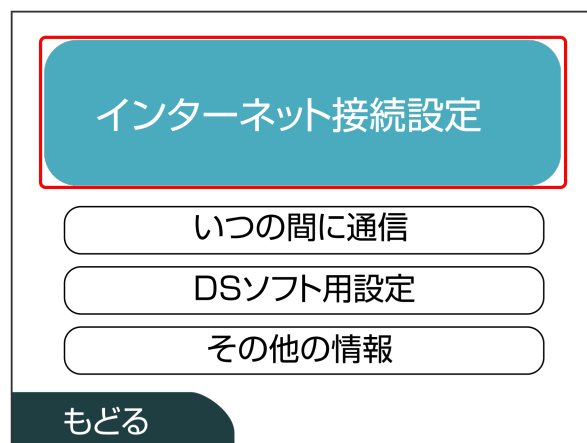 インターネット接続設定
いつの間に通信
DSソフト用設定
その他の情報
もどる